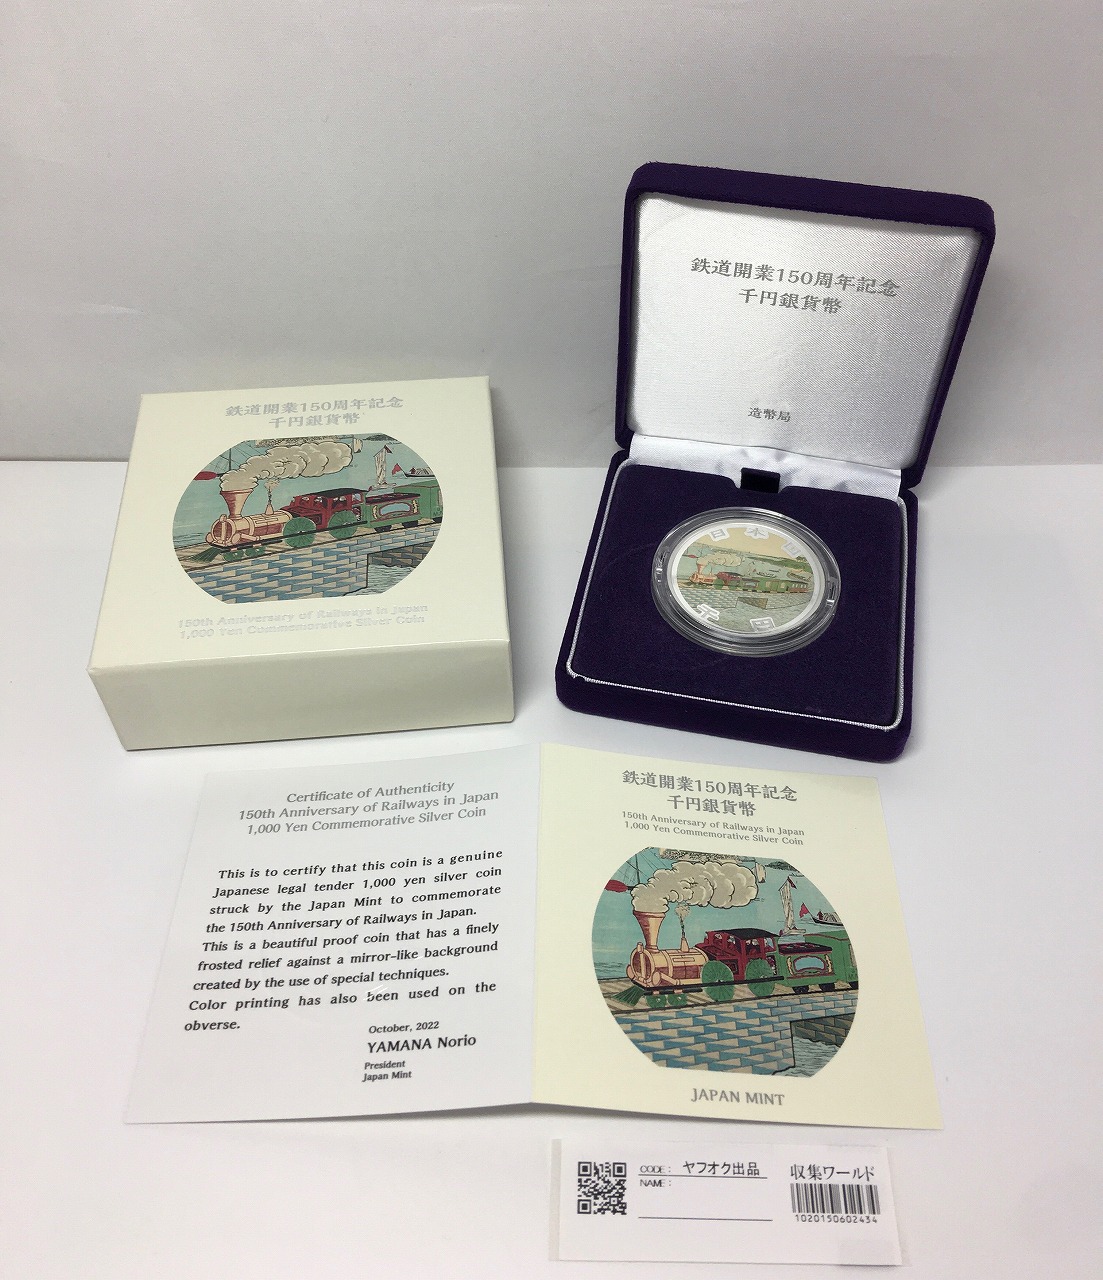 鉄道開業150周年記念
千円銀貨幣
造幣局
鉄道開業150周年記念
千円銀貨幣
150th Anniversary of Railways in Japan
1,000 Yen Commemorative Silver Coin
日本国
千円
Certificate of Authenticity
150th Anniversary of Railways in Japan
1,000 Yen Commemorative Silver Coin
This is to certify that this coin is a genuine
Japanese legal tender 1,000 yen silver coin
struck by the Japan Mint to commemorate
the 150th Anniversary of Railways in Japan.
This is a beautiful proof coin that has a finely
frosted relief against a mirror-like background
created by the use of special techniques.
Color printing has also been used on the
obverse.
October, 2022
YAMANA Norio
President
Japan Mint
鉄道開業150周年記念
千円銀貨幣
150th Anniversary of Railways in Japan
1,000 Yen Commemorative Silver Coin
JAPAN MINT
CODE: ヤフオク出品
NAME:
収集ワールド
1020150602434